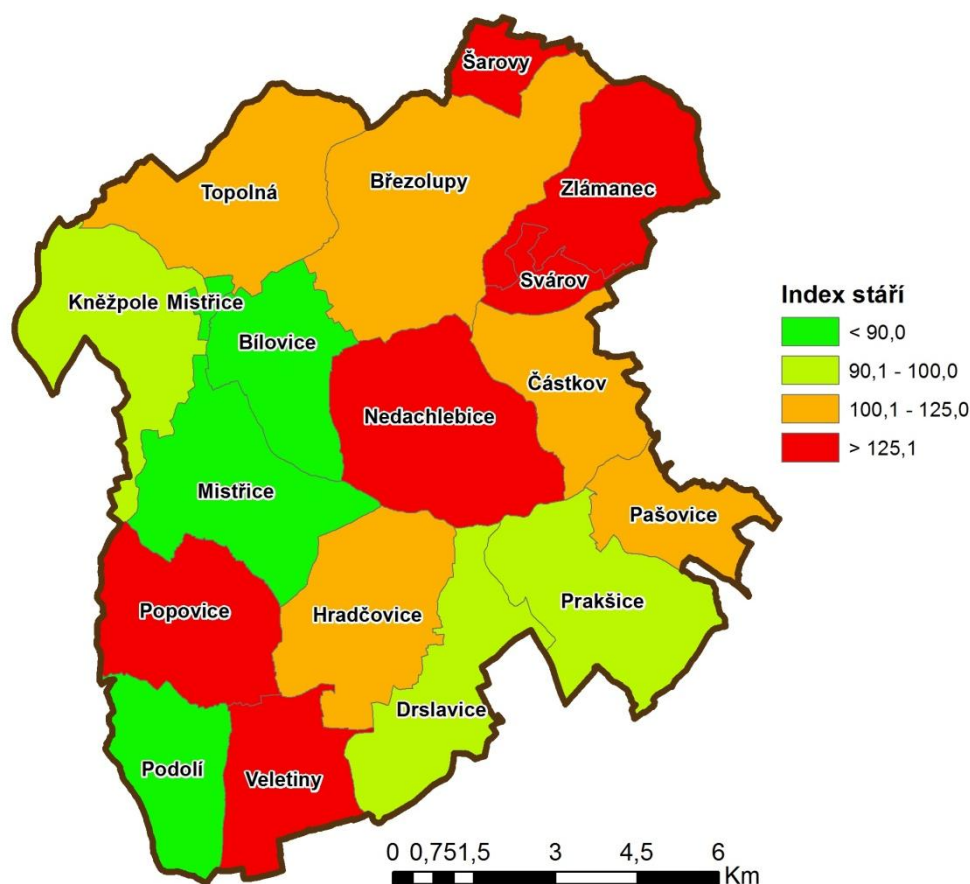 Šarovy
Topolná
Březolupy
Zlámanec
Svárov
Kněžpole
Mistřice
Bílovice
Částkov
Nedachlebice
Mistřice
Pašovice
Popovice
Hradčovice
Prakšice
Drslavice
Podolí
Veletiny
Index stáří
< 90,0
90,1 - 100,0
100,1 - 125,0
> 125,1
0 0,75 1,5 3 4,5 6
Km